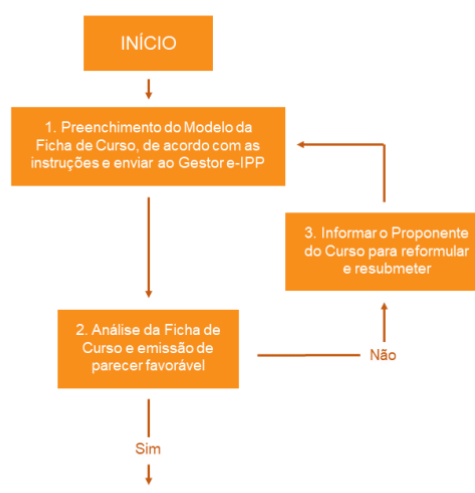 INÍCIO
1. Preenchimento do Modelo da
Ficha de Curso, de acordo com as
instruções e enviar ao Gestor e-IPP
3. Informar o Proponente
do Curso para reformular
e resubmeter
2. Análise da Ficha de
Curso e emissão de
parecer favorável
Não
Sim